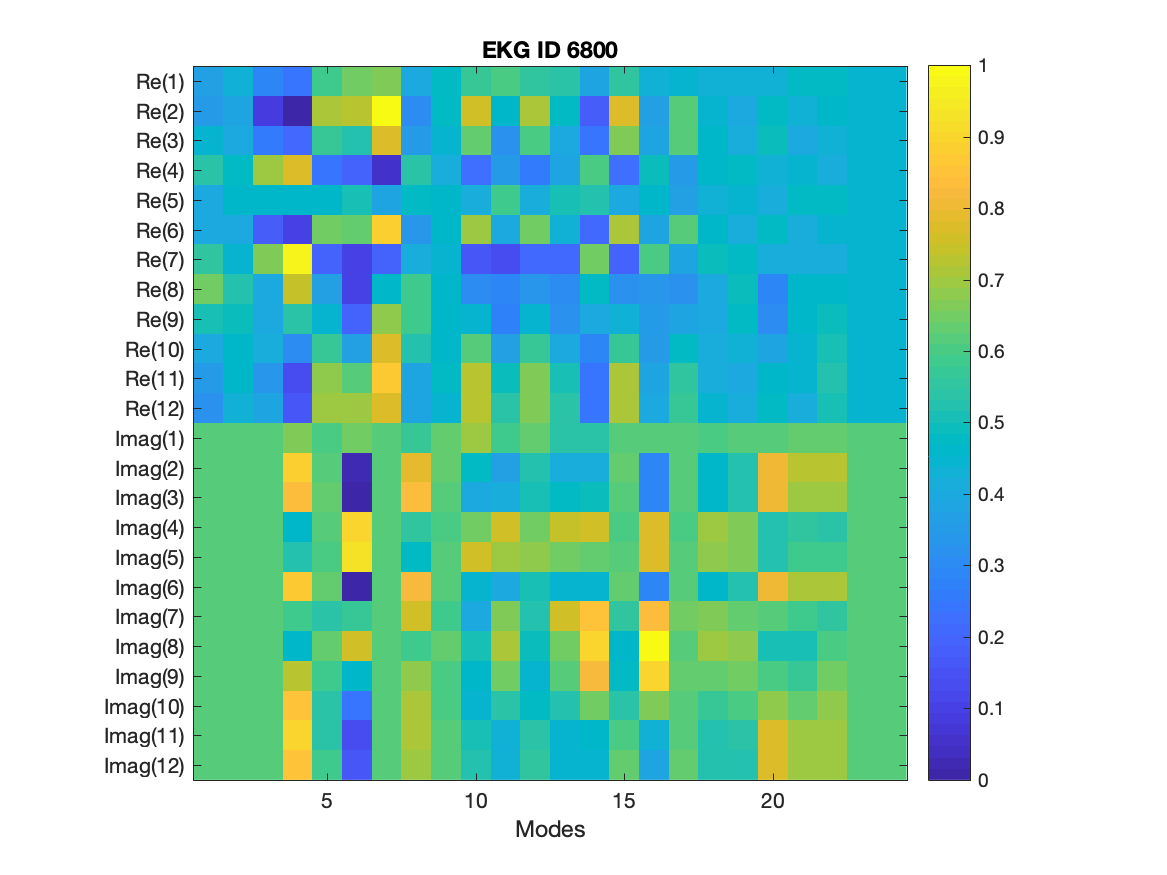 EKG ID 6800
Re(1)
Re(2)
Re(3)
Re(4)
Re(5)
Re(6)
Re(7)
Re(8)
Re(9)
Re(10)
Re(11)
Re(12)
Imag(1)
Imag(2)
Imag(3)
Imag(4)
Imag(5)
Imag(6)
Imag(7)
Imag(8)
Imag(9)
Imag(10)
Imag(11)
Imag(12)
5 10 15 20
Modes
1
0.9
0.8
0.7
0.6
0.5
0.4
0.3
0.2
0.1
0